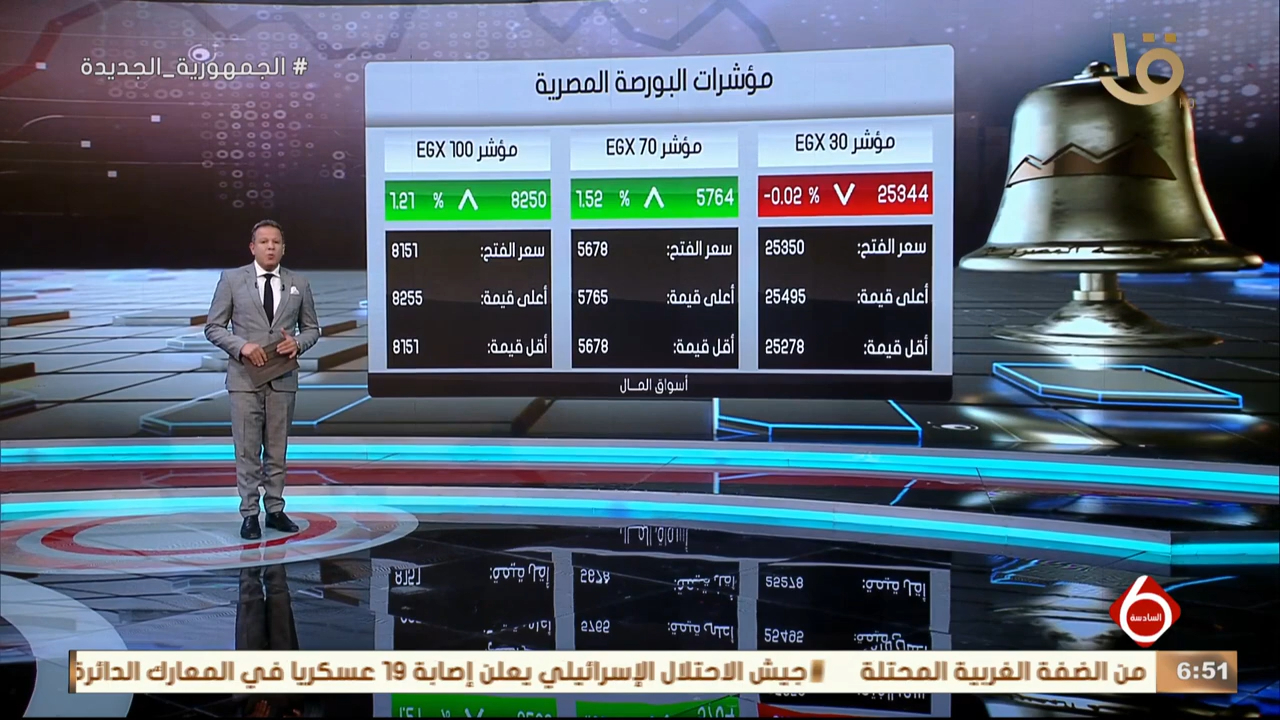 # الجمهورية_الجديدة
مؤشرات البورصة المصرية
مؤشر EGX 30
25344 -0.02 %
سعر الفتح: 25350
أعلى قيمة: 25495
أقل قيمة: 25278
مؤشر EGX 70
5764 % 1.52
سعر الفتح: 5678
أعلى قيمة: 5765
أقل قيمة: 5678
مؤشر EGX 100
8250 % 1.21
سعر الفتح: 8151
أعلى قيمة: 8255
أقل قيمة: 8151
أسواق المـال
6
السادسة
6:51 من الضفة الغربية المحتلة جيش الاحتلال الإسرائيلي يعلن إصابة 19 عسكريا في المعارك الدائرة